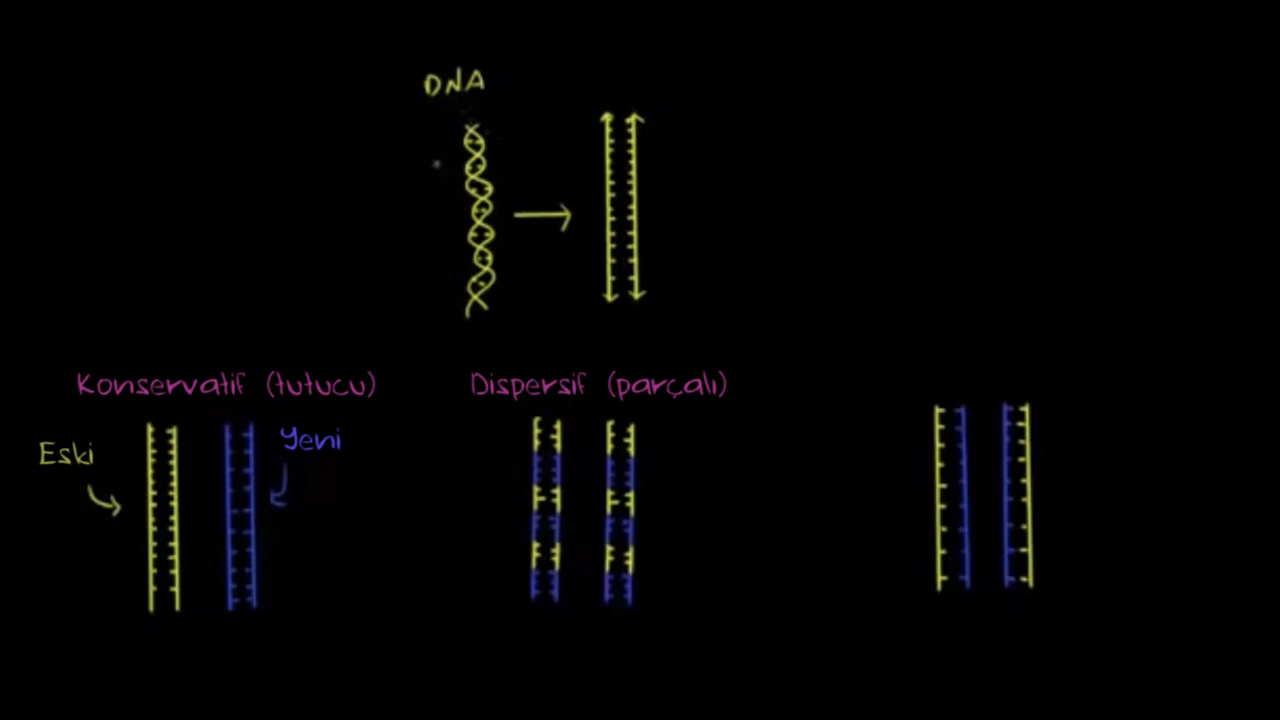 DNA
Konservatif (tutucu)
Dispersif (parçalı)
Eski
Yeni